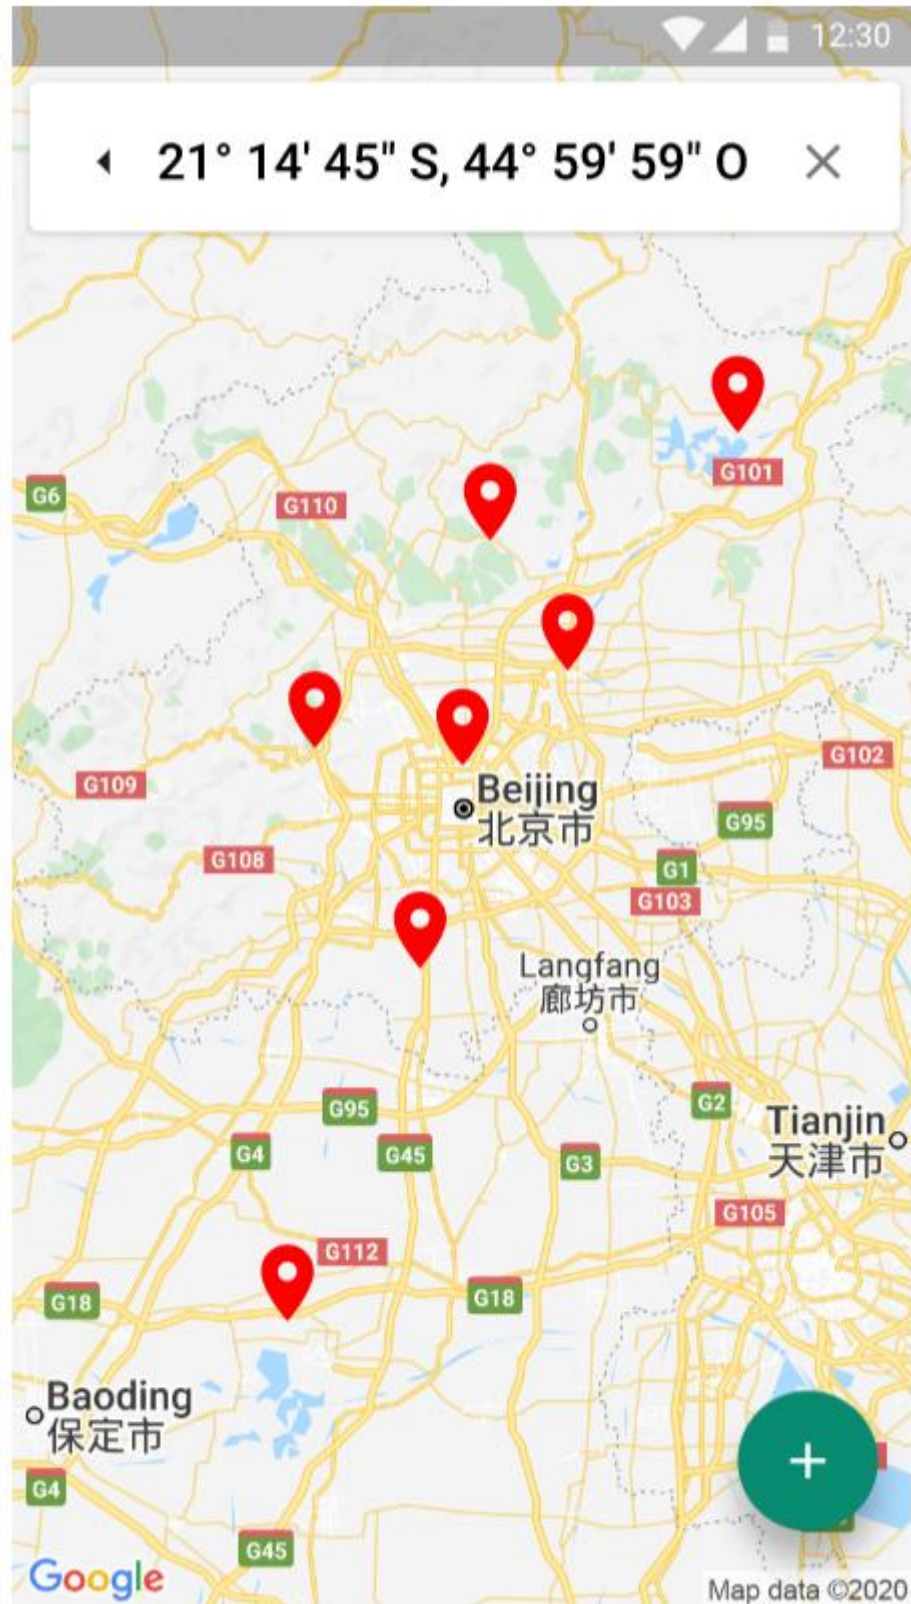 12:30
21° 14' 45" S, 44° 59' 59" O
G101
G6
G110
G102
G109
Beijing
北京市
G95
G108
G1
G103
Langfang
廊坊市
G95
G2
Tianjin
天津市
G4
G45
G3
G105
G112
G18
G18
Baoding
保定市
+
G4
G45
Google
Map data ©2020